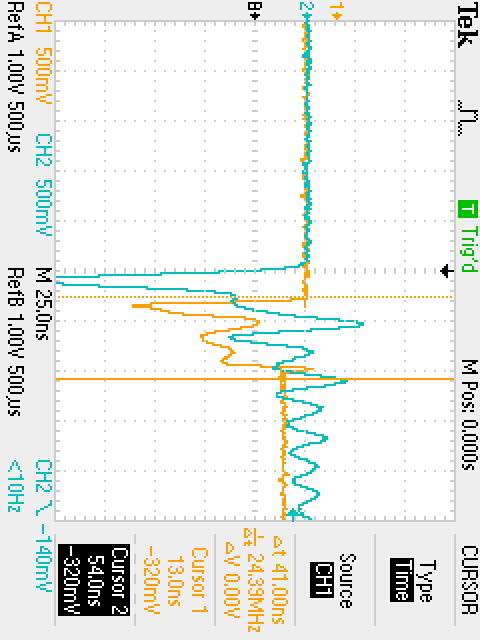 Tek T Trig'd M Pos: 0.000s CURSOR
Type
Time
Source
CH1
Δt 41.00ns
1/Δt 24.39MHz
ΔV 0.00V
Cursor 1
13.0ns
-320mV
Cursor 2
54.0ns
-320mV
1
2
B
CH1 500mV CH2 500mV M 25.0ns CH2 \ -140mV
RefA 1.00V 500µs RefB 1.00V 500µs <10Hz